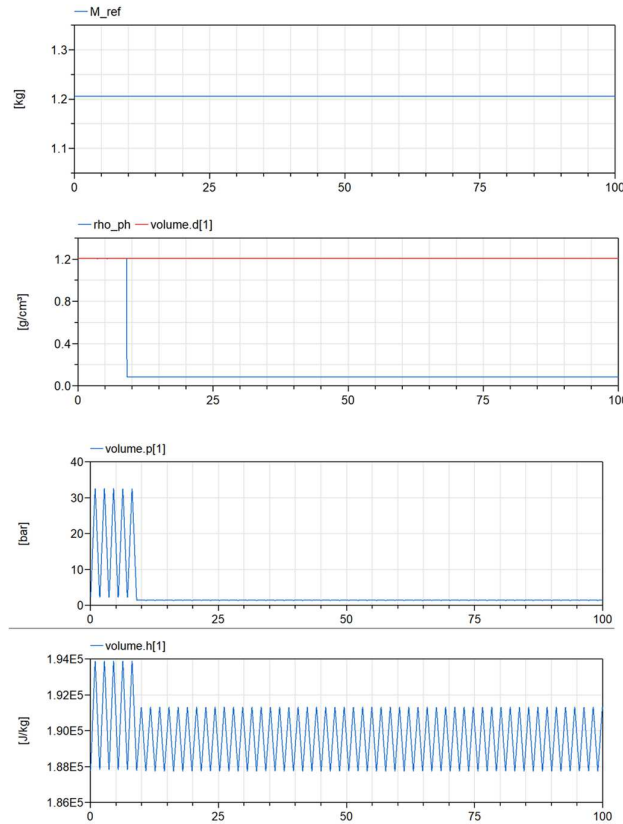 M_ref
1.3
1.2
1.1
[kg]
0 25 50 75 100
rho_ph volume.d[1]
1.2
0.8
0.4
0.0
[g/cm³]
0 25 50 75 100
volume.p[1]
40
30
20
10
0
[bar]
0 25 50 75 100
volume.h[1]
1.94E5
1.92E5
1.90E5
1.88E5
1.86E5
[J/kg]
0 25 50 75 100